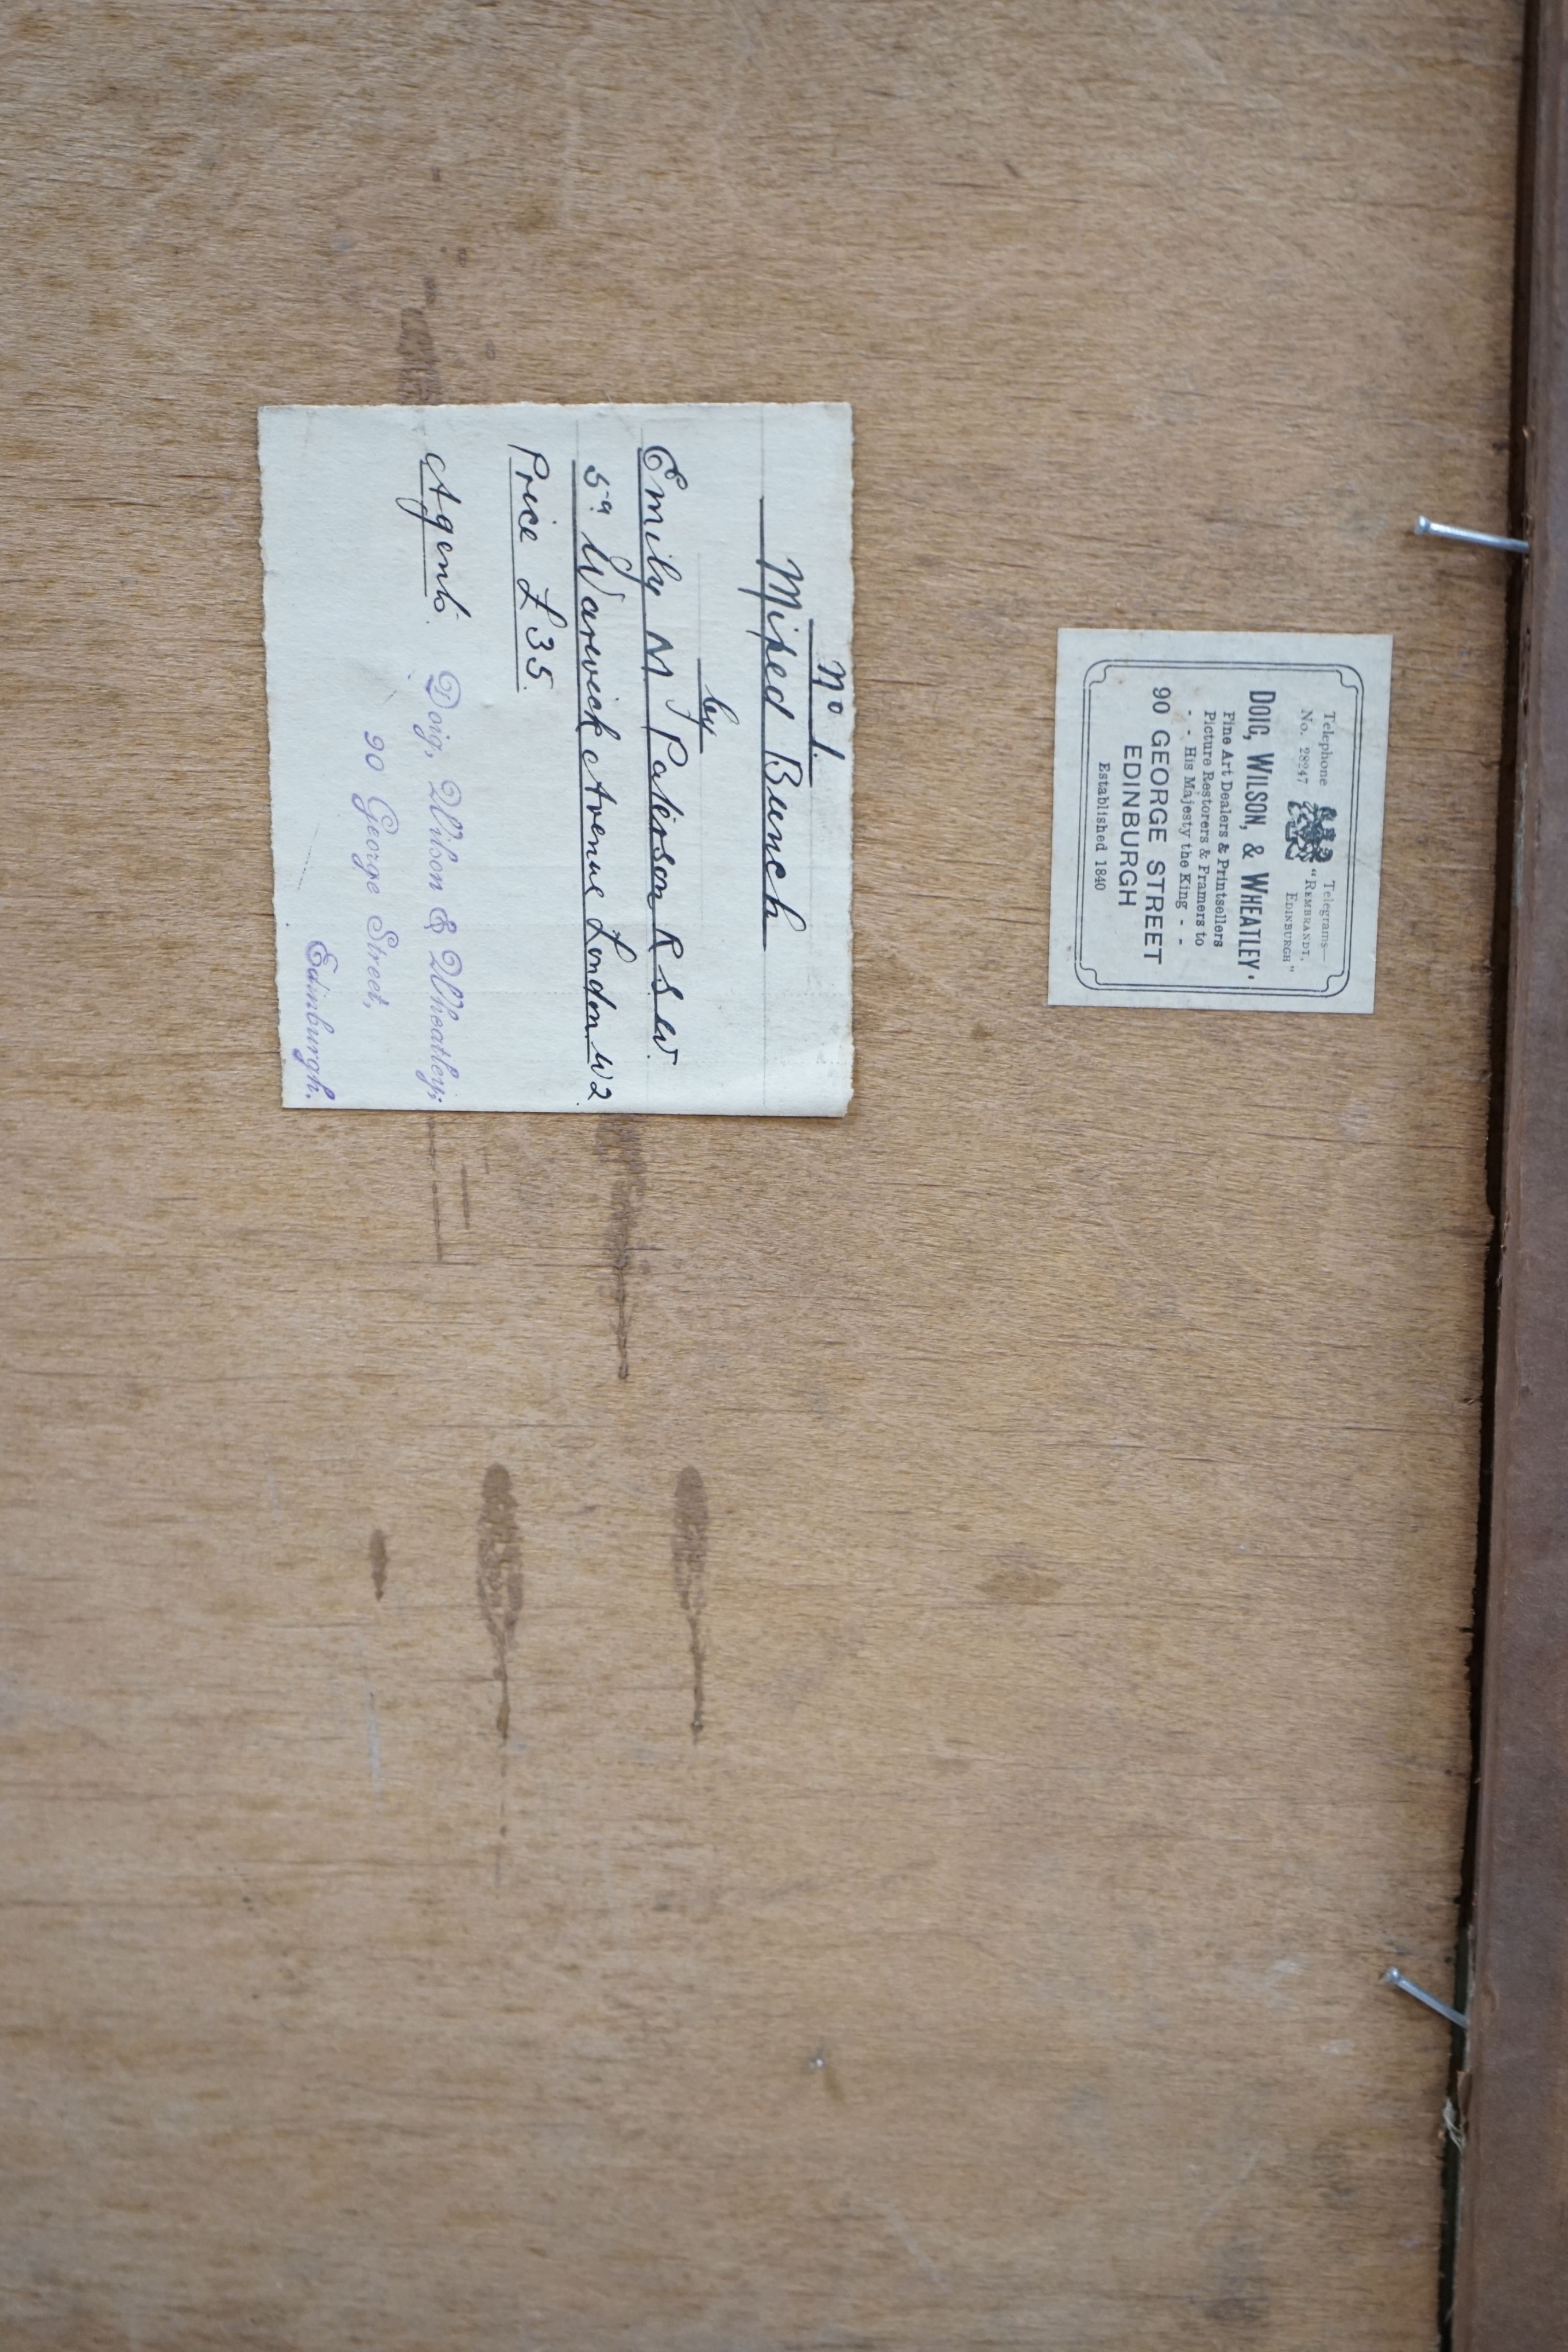 Telephone
No. 28247
Telegrams—
"REMBRANDT,
EDINBURGH"
DOIG, WILSON, & WHEATLEY.
Fine Art Dealers & Printsellers
Picture Restorers & Framers to
- - His Majesty the King - -
90 GEORGE STREET
EDINBURGH
Established 1840
No 1.
Mixed Bunch
by
Emily M Paterson R S W.
5a. Warwick Avenue London W2.
Price £35.
Agent. Doig, Wilson & Wheatley,
90 George Street,
Edinburgh.